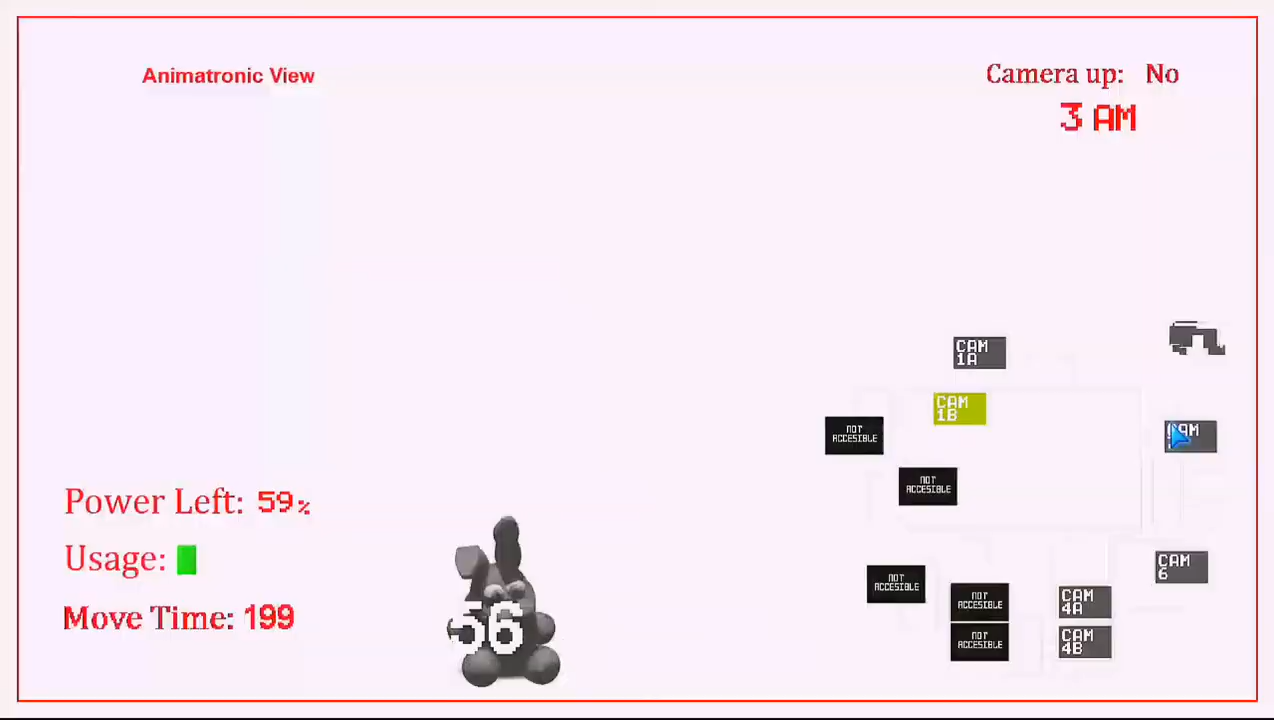 Animatronic View
Camera up: No
3 AM
CAM
1A
CAM
1B
NOT
ACCESIBLE
NOT
ACCESIBLE
Power Left: 59%
Usage:
Move Time: 199
56
NOT
ACCESIBLE
NOT
ACCESIBLE
NOT
ACCESIBLE
CAM
4A
CAM
4B
CAM
6